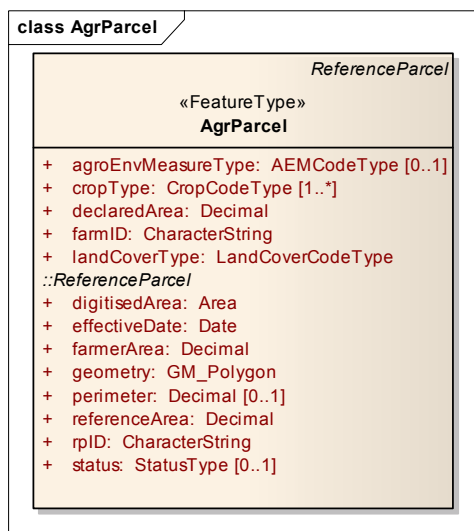 class AgrParcel
ReferenceParcel
«FeatureType»
AgrParcel
+ agroEnvMeasureType: AEMCodeType [0..1]
+ cropType: CropCodeType [1..*]
+ declaredArea: Decimal
+ farmID: CharacterString
+ landCoverType: LandCoverCodeType
::ReferenceParcel
+ digitisedArea: Area
+ effectiveDate: Date
+ farmerArea: Decimal
+ geometry: GM_Polygon
+ perimeter: Decimal [0..1]
+ referenceArea: Decimal
+ rpID: CharacterString
+ status: StatusType [0..1]